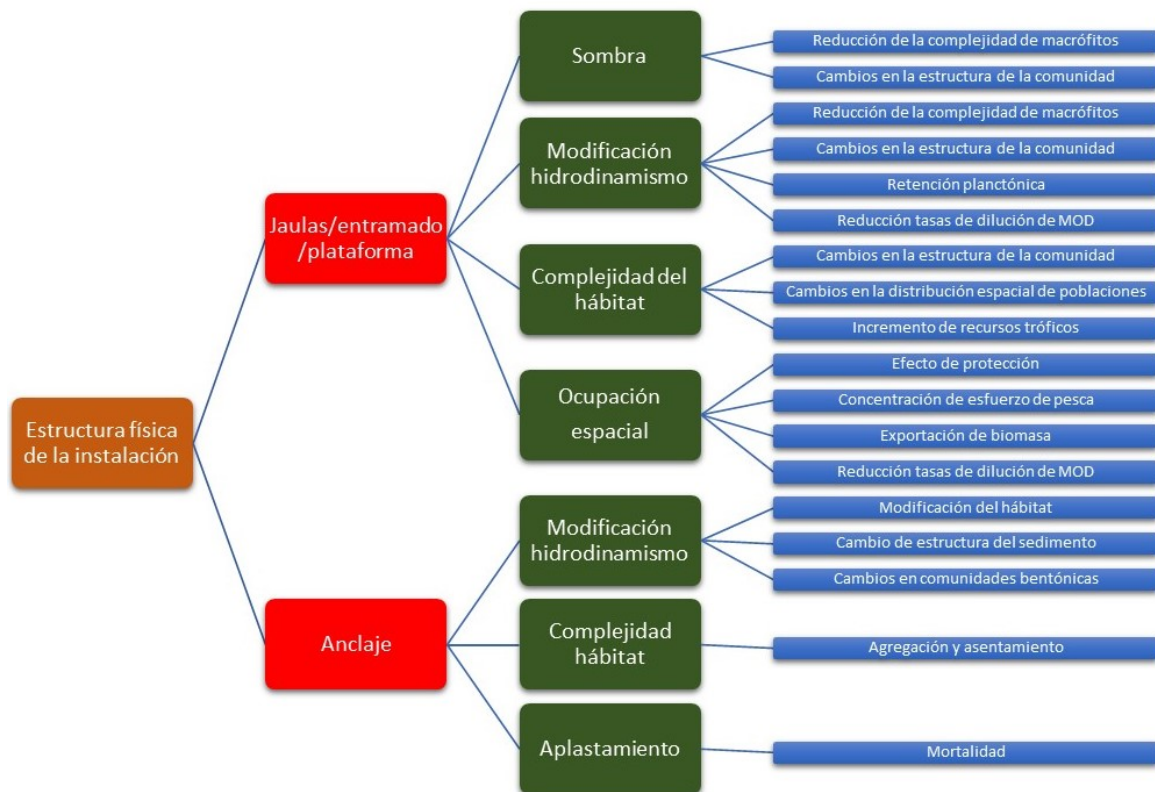 Estructura física
de la instalación
Jaulas/entramado
/plataforma
Sombra
Reducción de la complejidad de macrófitos
Cambios en la estructura de la comunidad
Modificación
hidrodinamismo
Reducción de la complejidad de macrófitos
Cambios en la estructura de la comunidad
Retención planctónica
Reducción tasas de dilución de MOD
Complejidad del
hábitat
Cambios en la estructura de la comunidad
Cambios en la distribución espacial de poblaciones
Incremento de recursos tróficos
Ocupación
espacial
Efecto de protección
Concentración de esfuerzo de pesca
Exportación de biomasa
Reducción tasas de dilución de MOD
Anclaje
Modificación
hidrodinamismo
Modificación del hábitat
Cambio de estructura del sedimento
Cambios en comunidades bentónicas
Complejidad
hábitat
Agregación y asentamiento
Aplastamiento
Mortalidad